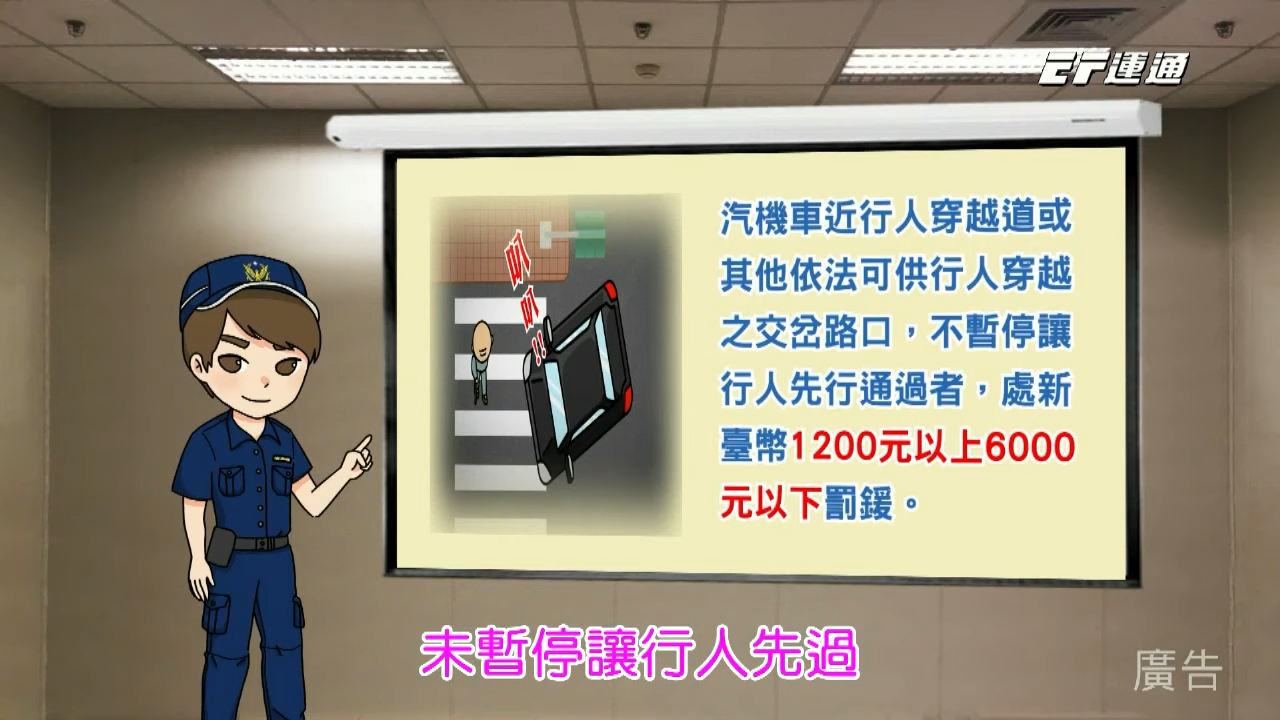 ET運通
汽機車近行人穿越道或
其他依法可供行人穿越
之交岔路口，不暫停讓
行人先行通過者，處新
臺幣1200元以上6000
元以下罰鍰。
叭
叭!!
未暫停讓行人先過
廣告